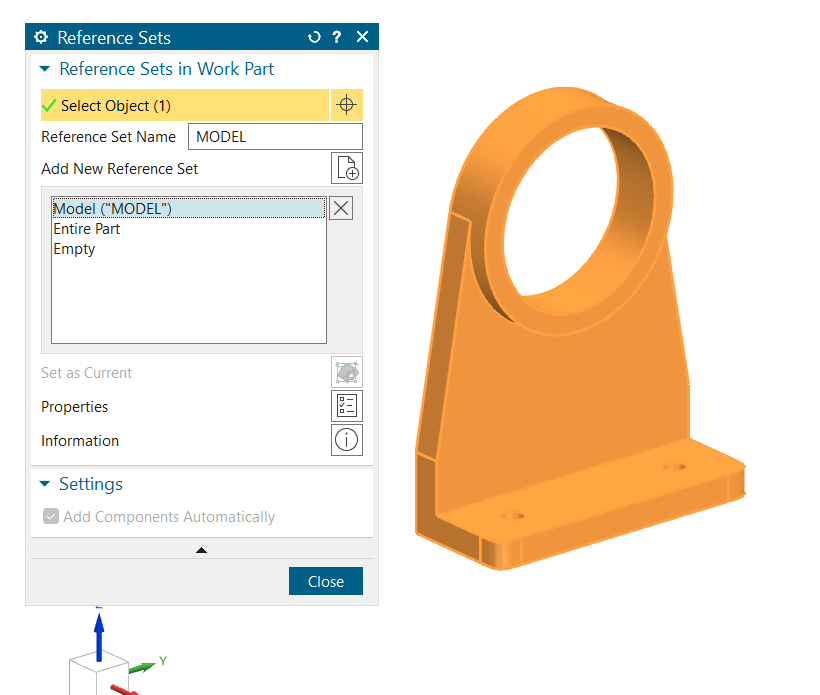 Reference Sets
?
Reference Sets in Work Part
Select Object (1)
Reference Set Name MODEL
Add New Reference Set
Model ("MODEL")
Entire Part
Empty
Set as Current
Properties
Information
Settings
Add Components Automatically
Close
Y